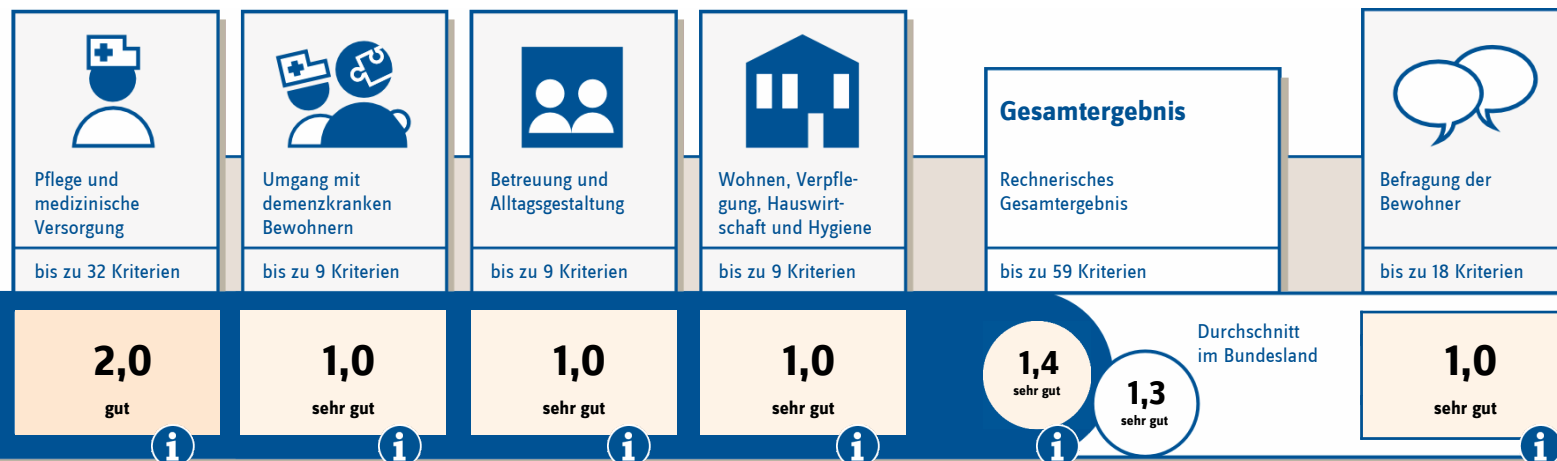 Pflege und
medizinische
Versorgung
bis zu 32 Kriterien
2,0
gut
Umgang mit
demenzkranken
Bewohnern
bis zu 9 Kriterien
1,0
sehr gut
Betreuung und
Alltagsgestaltung
bis zu 9 Kriterien
1,0
sehr gut
Wohnen, Verpfle-
gung, Hauswirt-
schaft und Hygiene
bis zu 9 Kriterien
1,0
sehr gut
Gesamtergebnis
Rechnerisches
Gesamtergebnis
bis zu 59 Kriterien
1,4
sehr gut
1,3
sehr gut
Durchschnitt
im Bundesland
Befragung der
Bewohner
bis zu 18 Kriterien
1,0
sehr gut
i
i
i
i
i
i